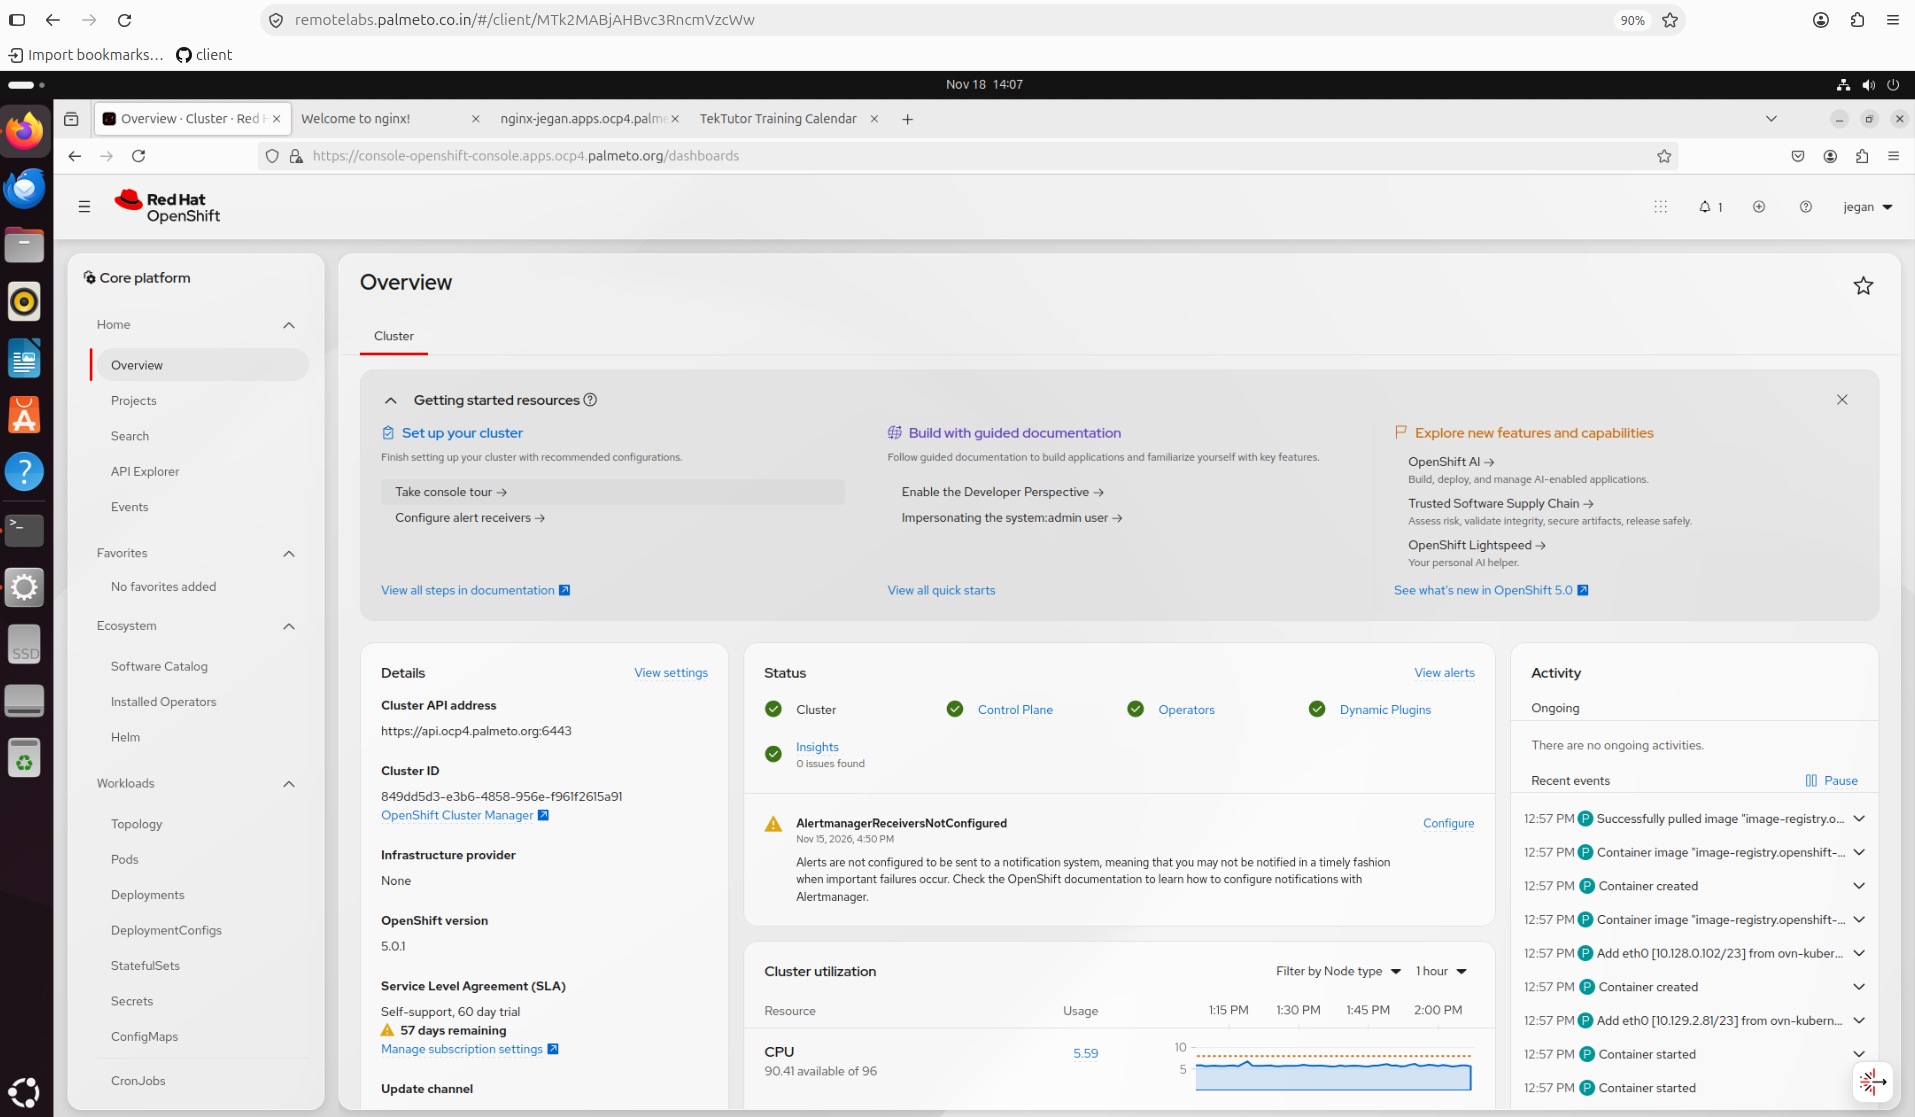 remotelabs.palmeto.co.in/#/client/MTk2MABjAHBvc3RncmVzcWw
90%
Import bookmarks...
client
Nov 18 14:07
Overview · Cluster · Red H
Welcome to nginx!
nginx-jegan.apps.ocp4.palme
TekTutor Training Calendar
https://console-openshift-console.apps.ocp4.palmeto.org/dashboards
Red Hat
OpenShift
1
jegan
Core platform
Home
Overview
Projects
Search
API Explorer
Events
Favorites
No favorites added
Ecosystem
Software Catalog
Installed Operators
Helm
Workloads
Topology
Pods
Deployments
DeploymentConfigs
StatefulSets
Secrets
ConfigMaps
CronJobs
SSD
Overview
Cluster
Getting started resources
Set up your cluster
Finish setting up your cluster with recommended configurations.
Take console tour
Configure alert receivers
View all steps in documentation
Build with guided documentation
Follow guided documentation to build applications and familiarize yourself with key features.
Enable the Developer Perspective
Impersonating the system:admin user
View all quick starts
Explore new features and capabilities
OpenShift AI
Build, deploy, and manage AI-enabled applications.
Trusted Software Supply Chain
Assess risk, validate integrity, secure artifacts, release safely.
OpenShift Lightspeed
Your personal AI helper.
See what's new in OpenShift 5.0
Details
View settings
Cluster API address
https://api.ocp4.palmeto.org:6443
Cluster ID
849dd5d3-e3b6-4858-956e-f961f2615a91
OpenShift Cluster Manager
Infrastructure provider
None
OpenShift version
5.0.1
Service Level Agreement (SLA)
Self-support, 60 day trial
57 days remaining
Manage subscription settings
Update channel
Status
View alerts
Cluster
Control Plane
Operators
Dynamic Plugins
Insights
0 issues found
AlertmanagerReceiversNotConfigured
Configure
Nov 15, 2026, 4:50 PM
Alerts are not configured to be sent to a notification system, meaning that you may not be notified in a timely fashion
when important failures occur. Check the OpenShift documentation to learn how to configure notifications with
Alertmanager.
Cluster utilization
Filter by Node type
1 hour
Resource
Usage
1:15 PM
1:30 PM
1:45 PM
2:00 PM
CPU
90.41 available of 96
5.59
10
5
Activity
Ongoing
There are no ongoing activities.
Recent events
Pause
12:57 PM P Successfully pulled image "image-registry.o...
12:57 PM P Container image "image-registry.openshift-...
12:57 PM P Container created
12:57 PM P Container image "image-registry.openshift-...
12:57 PM P Add eth0 [10.128.0.102/23] from ovn-kuber...
12:57 PM P Container created
12:57 PM P Add eth0 [10.129.2.81/23] from ovn-kubern...
12:57 PM P Container started
12:57 PM P Container started